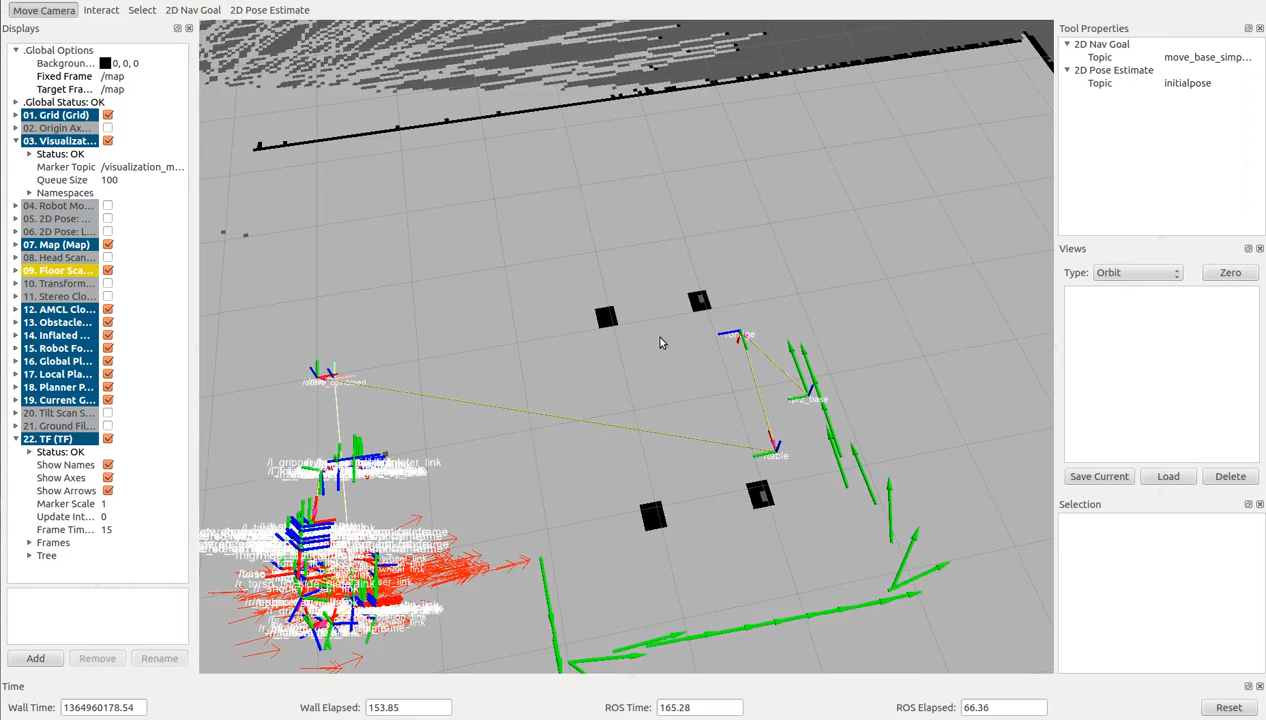 Move Camera Interact Select 2D Nav Goal 2D Pose Estimate
Displays
.Global Options
Backgroun... 0, 0, 0
Fixed Frame /map
Target Fra... /map
.Global Status: OK
01. Grid (Grid)
02. Origin Ax...
03. Visualizat...
Status: OK
Marker Topic /visualization_m...
Queue Size 100
Namespaces
04. Robot Mo...
05. 2D Pose: ...
06. 2D Pose: L...
07. Map (Map)
08. Head Scan...
09. Floor Sca...
10. Transform...
11. Stereo Clo...
12. AMCL Clo...
13. Obstacle...
14. Inflated ...
15. Robot Fo...
16. Global Pl...
17. Local Pla...
18. Planner P...
19. Current G...
20. Tilt Scan S...
21. Ground Fil...
22. TF (TF)
Status: OK
Show Names
Show Axes
Show Arrows
Marker Scale 1
Update Int... 0
Frame Tim... 15
Frames
Tree
Add Remove Rename
/table
Tool Properties
2D Nav Goal
Topic move_base_simp...
2D Pose Estimate
Topic initialpose
Views
Type: Orbit Zero
Save Current Load Delete
Selection
Time
Wall Time: 1364960178.54 Wall Elapsed: 153.85 ROS Time: 165.28 ROS Elapsed: 66.36 Reset